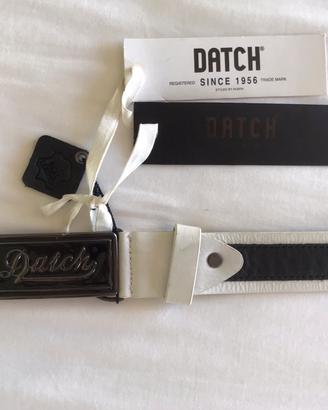 DATCH®
REGISTERED SINCE 1956 TRADE MARK
DATCH
Datch